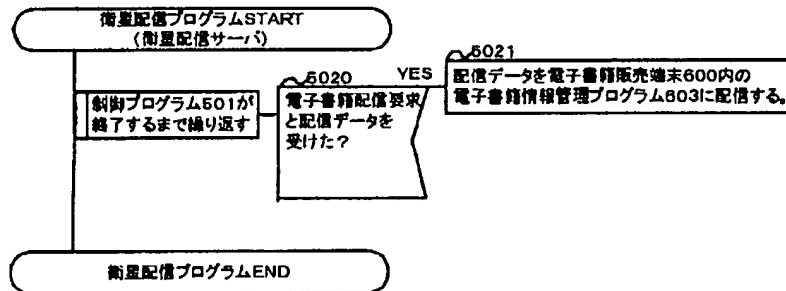 衛星配信プログラムSTART
(衛星配信サーバ)
5020
YES
5021
制御プログラム501が
終了するまで繰り返す
電子書籍配信要求
と配信データを
受けた?
配信データを電子書籍販売端末600内の
電子書籍情報管理プログラム603に配信する。
衛星配信プログラムEND